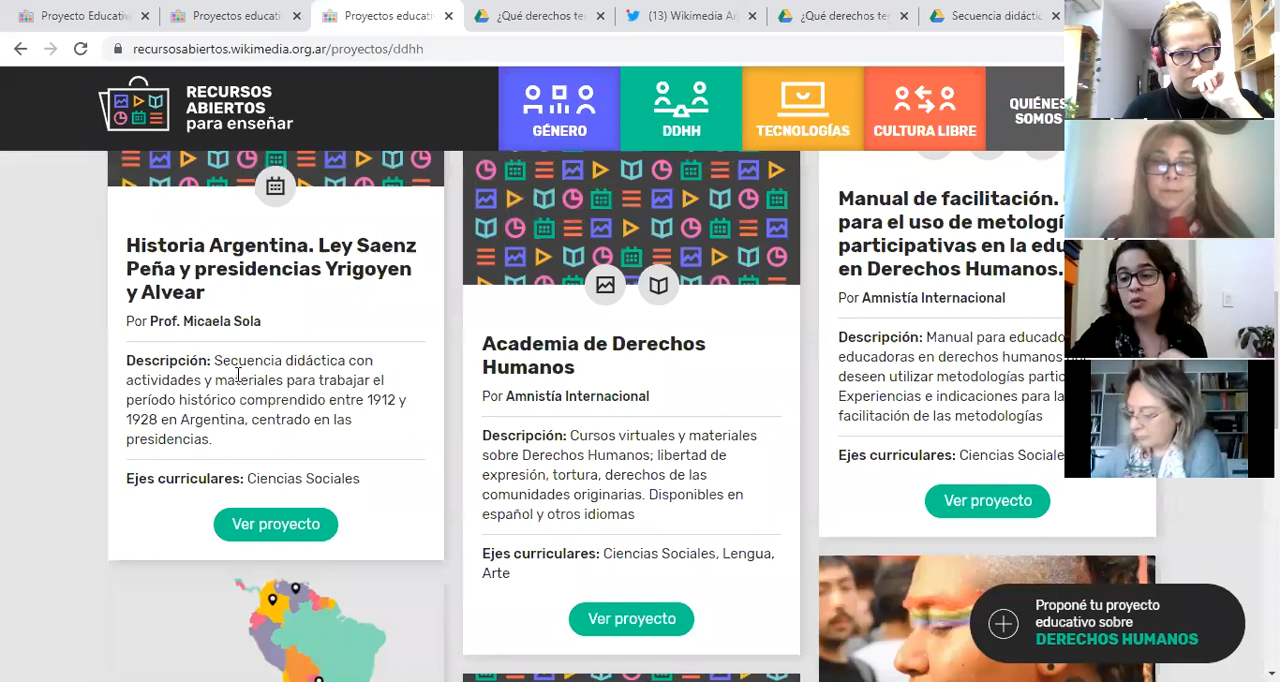 Proyecto Educativ
Proyectos educati
Proyectos educati
¿Qué derechos te
(13) Wikimedia Ar
¿Qué derechos te
Secuencia didáctic
recursosabiertos.wikimedia.org.ar/proyectos/ddhh
RECURSOS
ABIERTOS
para enseñar
GÉNERO
DDHH
TECNOLOGÍAS
CULTURA LIBRE
QUIÉNES
SOMOS
Historia Argentina. Ley Saenz
Peña y presidencias Yrigoyen
y Alvear
Por Prof. Micaela Sola
Descripción: Secuencia didáctica con
actividades y materiales para trabajar el
período histórico comprendido entre 1912 y
1928 en Argentina, centrado en las
presidencias.
Ejes curriculares: Ciencias Sociales
Ver proyecto
Academia de Derechos
Humanos
Por Amnistía Internacional
Descripción: Cursos virtuales y materiales
sobre Derechos Humanos; libertad de
expresión, tortura, derechos de las
comunidades originarias. Disponibles en
español y otros idiomas
Ejes curriculares: Ciencias Sociales, Lengua,
Arte
Ver proyecto
Manual de facilitación.
para el uso de metologí
participativas en la edu
en Derechos Humanos.
Por Amnistía Internacional
Descripción: Manual para educado
educadoras en derechos humanos
deseen utilizar metodologías partic
Experiencias e indicaciones para la
facilitación de las metodologías
Ejes curriculares: Ciencias Sociale
Ver proyecto
Proponé tu proyecto
educativo sobre
DERECHOS HUMANOS